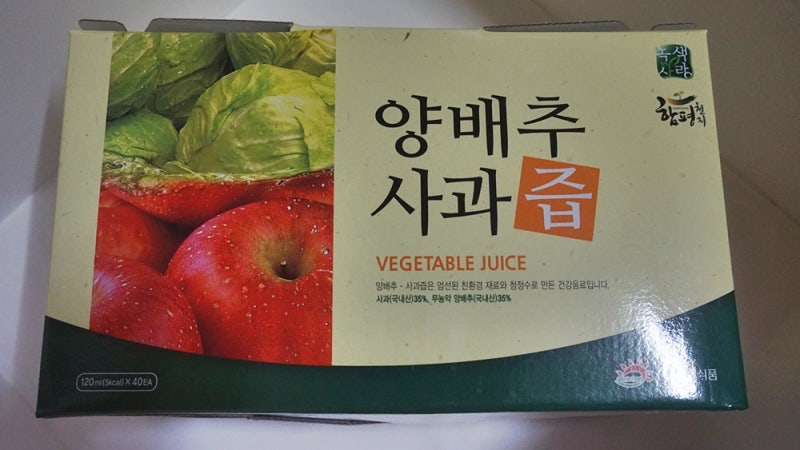 녹색
사랑
함평천지
양배추
사과즙
VEGETABLE JUICE
양배추 · 사과즙은 엄선된 친환경 재료와 청정수로 만든 건강음료입니다.
사과(국내산)35%, 무농약 양배추(국내산)35%
120ml(5kcal) × 40EA
식품